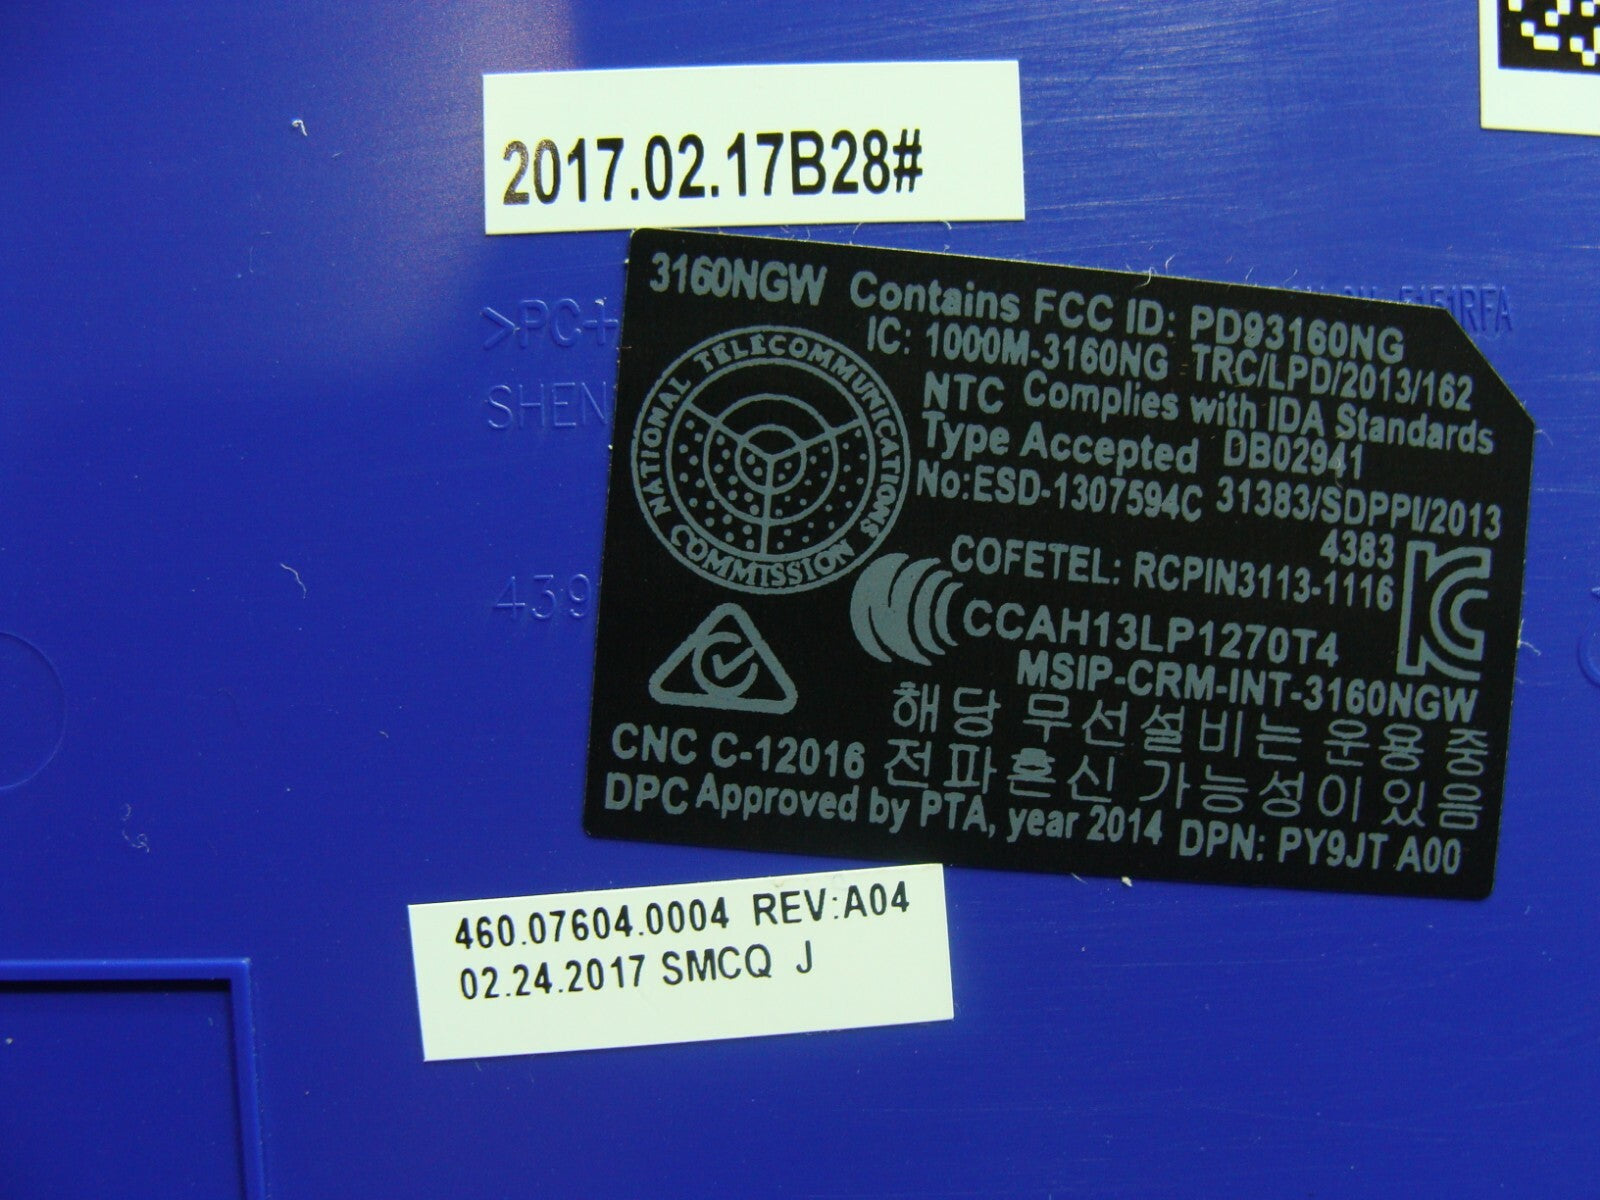 2017.02.17B28#
3160NGW Contains FCC ID: PD93160NG
IC: 1000M-3160NG TRC/LPD/2013/162
NTC Complies with IDA Standards
Type Accepted DB02941
No:ESD-1307594C 31383/SDPPI/2013
4383
NATIONAL TELECOMMUNICATIONS COMMISSION
COFETEL: RCPIN3113-1116
CCAH13LP1270T4
MSIP-CRM-INT-3160NGW
해당 무선설비는 운용 중
CNC C-12016 전파혼신 가능성이 있음
DPC Approved by PTA, year 2014 DPN: PY9JT A00
>PC+
SHEN
439
460.07604.0004 REV:A04
02.24.2017 SMCQ J